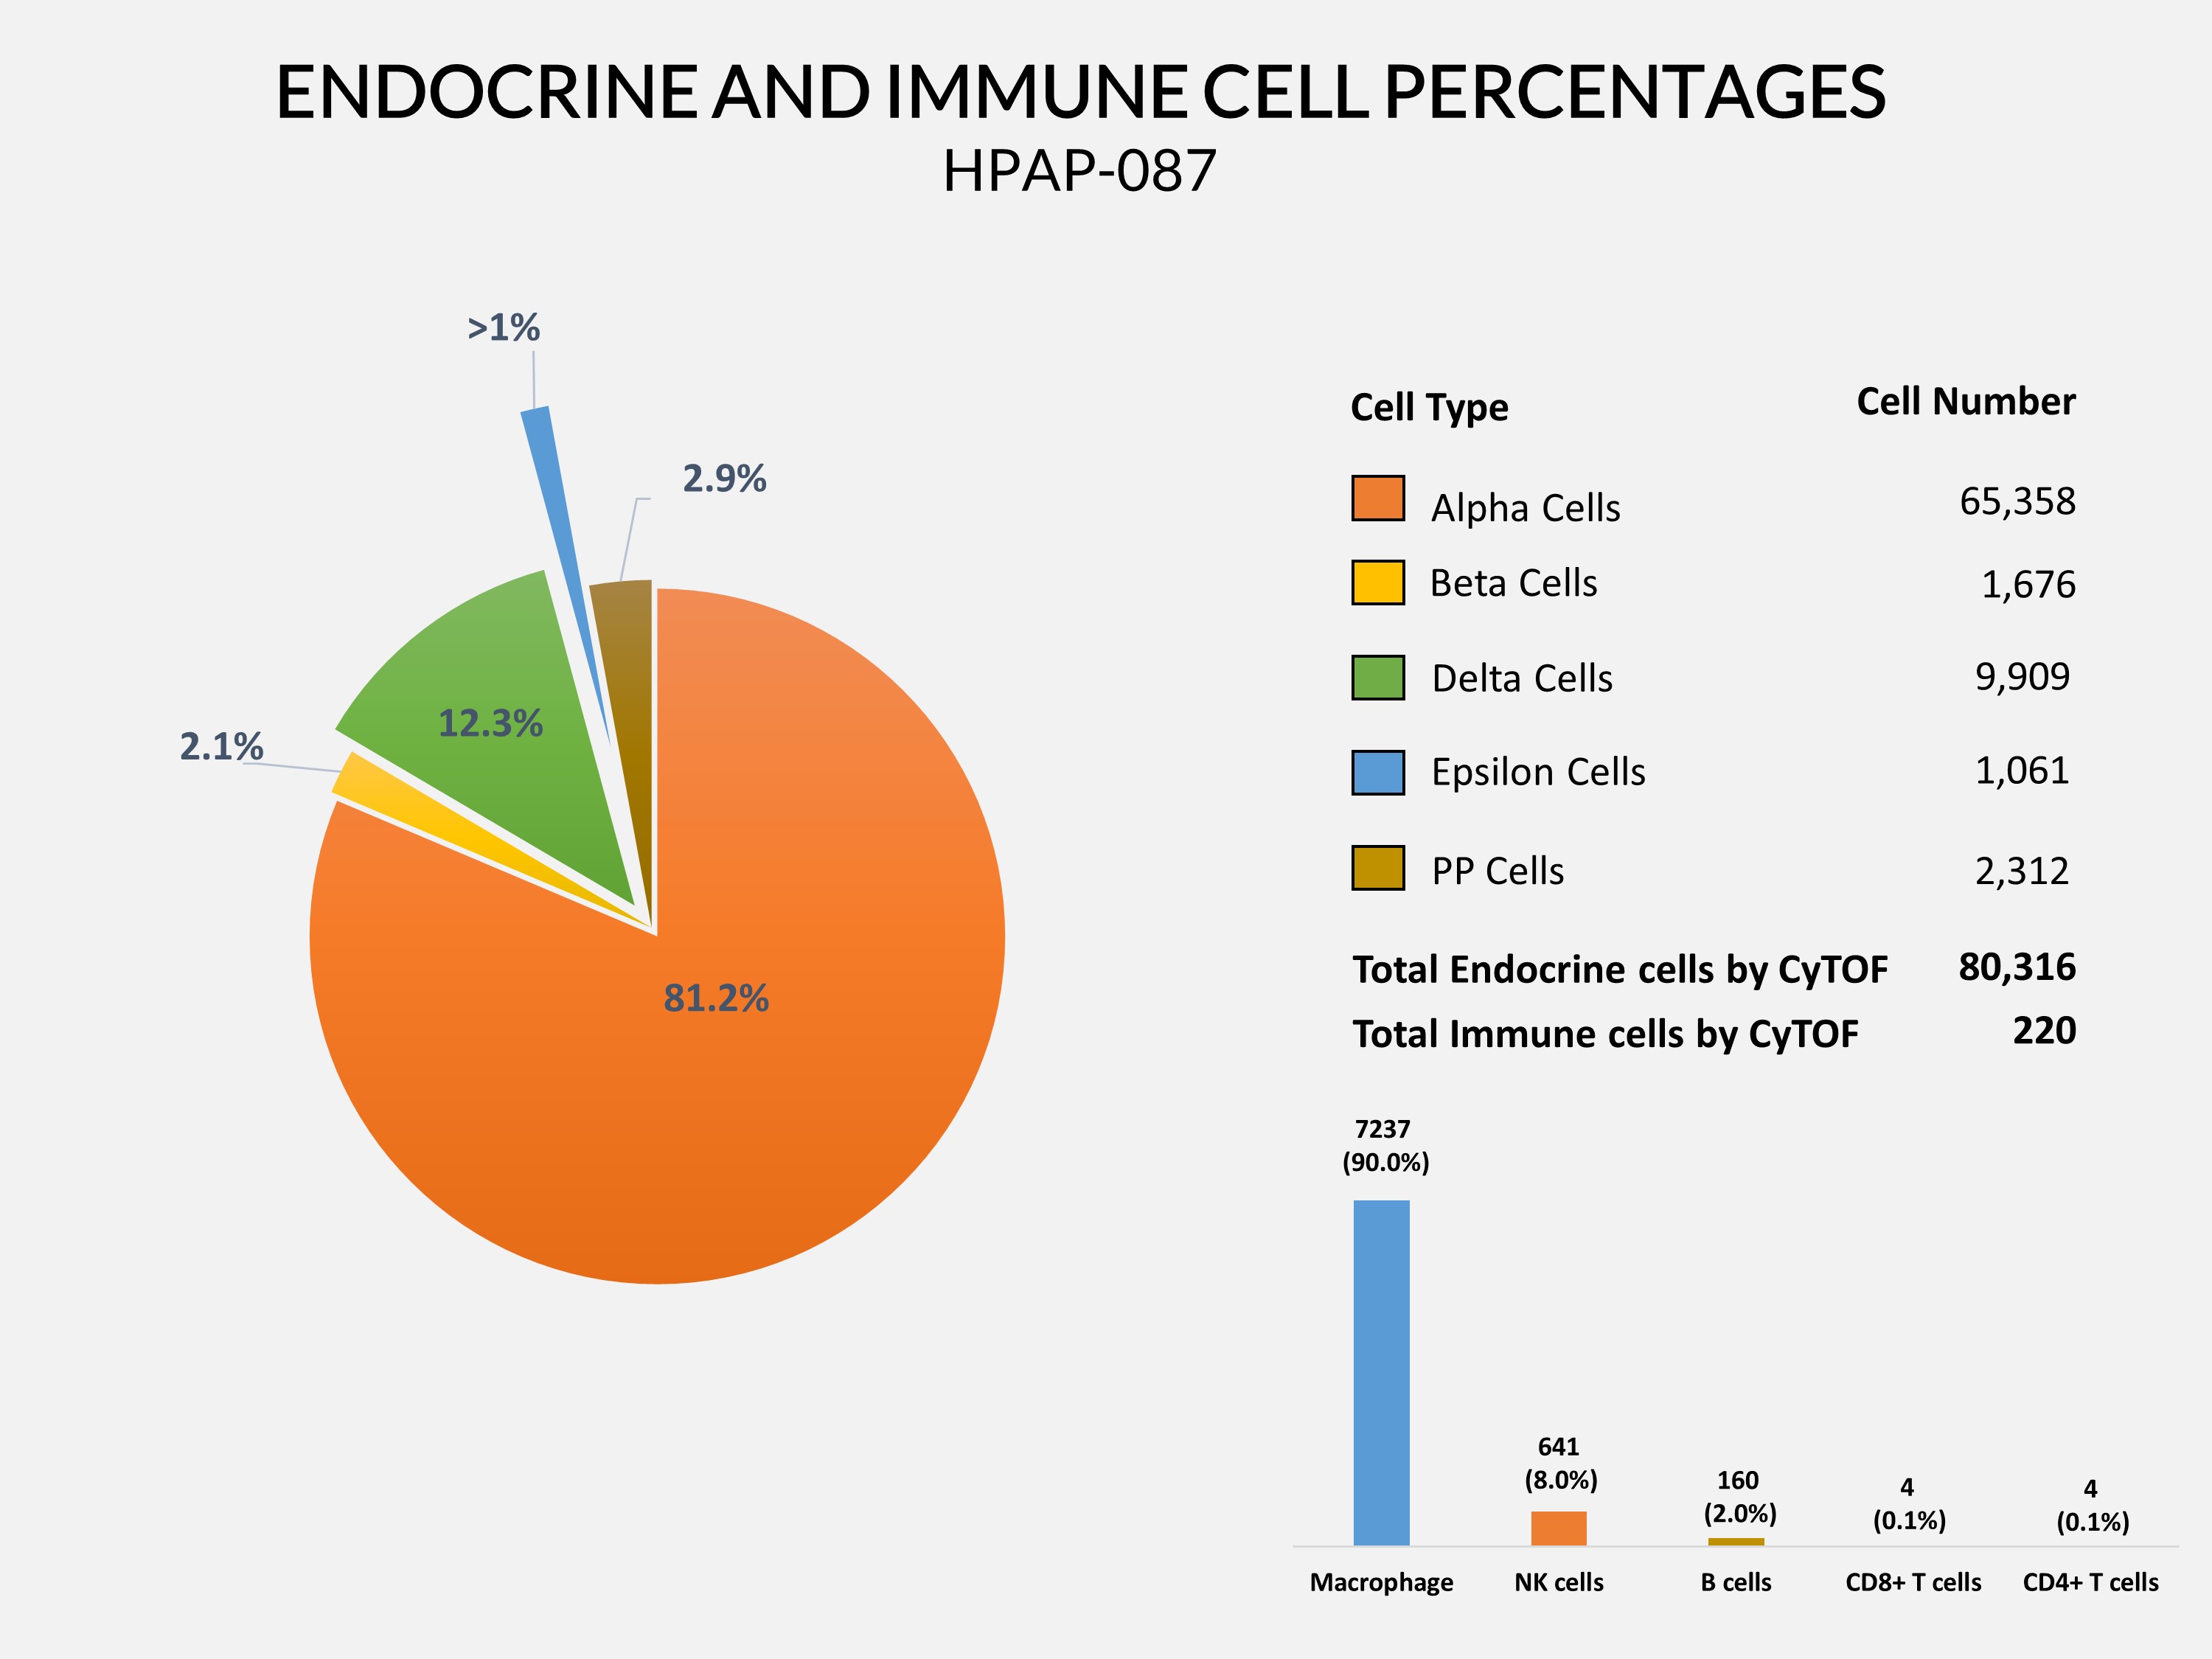 ENDOCRINE AND IMMUNE CELL PERCENTAGES
HPAP-087
>1%
2.9%
12.3%
2.1%
81.2%
Cell Type Cell Number
Alpha Cells 65,358
Beta Cells 1,676
Delta Cells 9,909
Epsilon Cells 1,061
PP Cells 2,312
Total Endocrine cells by CyTOF 80,316
Total Immune cells by CyTOF 220
7237
(90.0%)
641
(8.0%)
160
(2.0%)
4
(0.1%)
4
(0.1%)
Macrophage NK cells B cells CD8+ T cells CD4+ T cells